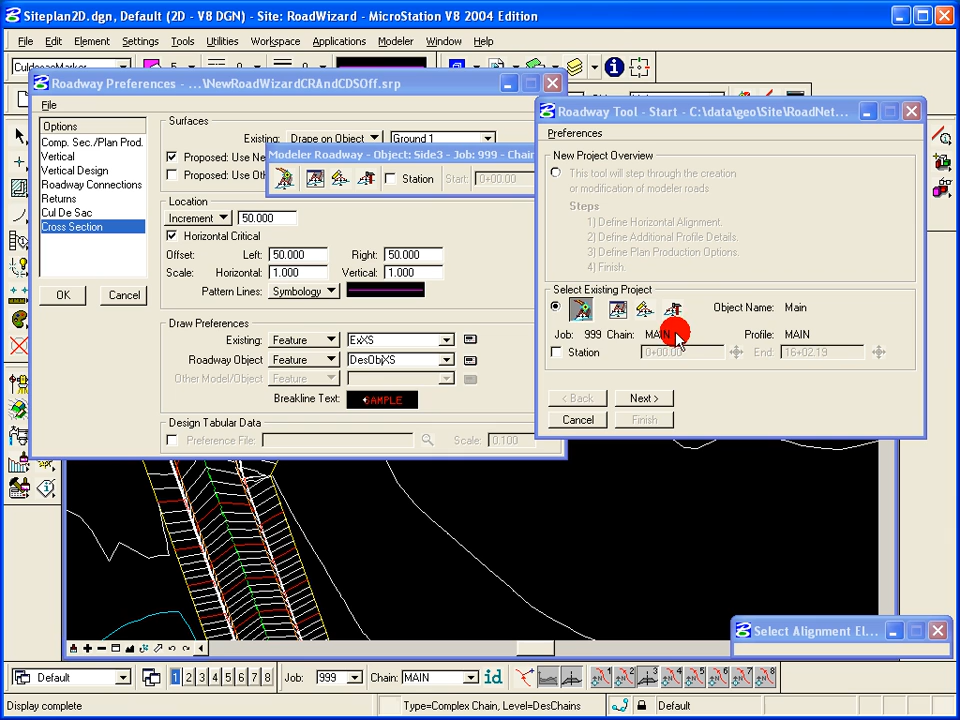 Siteplan2D.dgn, Default (2D - V8 DGN) - Site: RoadWizard - MicroStation V8 2004 Edition
File Edit Element Settings Tools Utilities Workspace Applications Modeler Window Help
Roadway Preferences - ...\NewRoadWizardCRAndCDSOff.srp
File
Options
Comp. Sec./Plan Prod.
Vertical
Vertical Design
Roadway Connections
Returns
Cul De Sac
Cross Section
OK Cancel
Surfaces
Existing: Drape on Object Ground 1
Proposed: Use Ne
Proposed: Use Oth
Modeler Roadway - Object: Side3 - Job: 999 - Chain
Station Start: 0+00.00
Location
Increment 50.000
Horizontal Critical
Offset: Left: 50.000 Right: 50.000
Scale: Horizontal: 1.000 Vertical: 1.000
Pattern Lines: Symbology
Draw Preferences
Existing: Feature ExXS
Roadway Object Feature DesObjXS
Other Model/Object Feature
Breakline Text: SAMPLE
Design Tabular Data
Preference File: Scale: 0.100
Roadway Tool - Start - C:\data\geo\Site\RoadNet...
Preferences
New Project Overview
This tool will step through the creation
or modification of modeler roads
Steps
1) Define Horizontal Alignment.
2) Define Additional Profile Details.
3) Define Plan Production Options.
4) Finish.
Select Existing Project
Object Name: Main
Job: 999 Chain: MAIN Profile: MAIN
Station 0+00.00 End: 16+02.19
< Back Next >
Cancel Finish
Select Alignment El...
Default 1 2 3 4 5 6 7 8 Job: 999 Chain: MAIN id
Display complete Type=Complex Chain, Level=DesChains Default